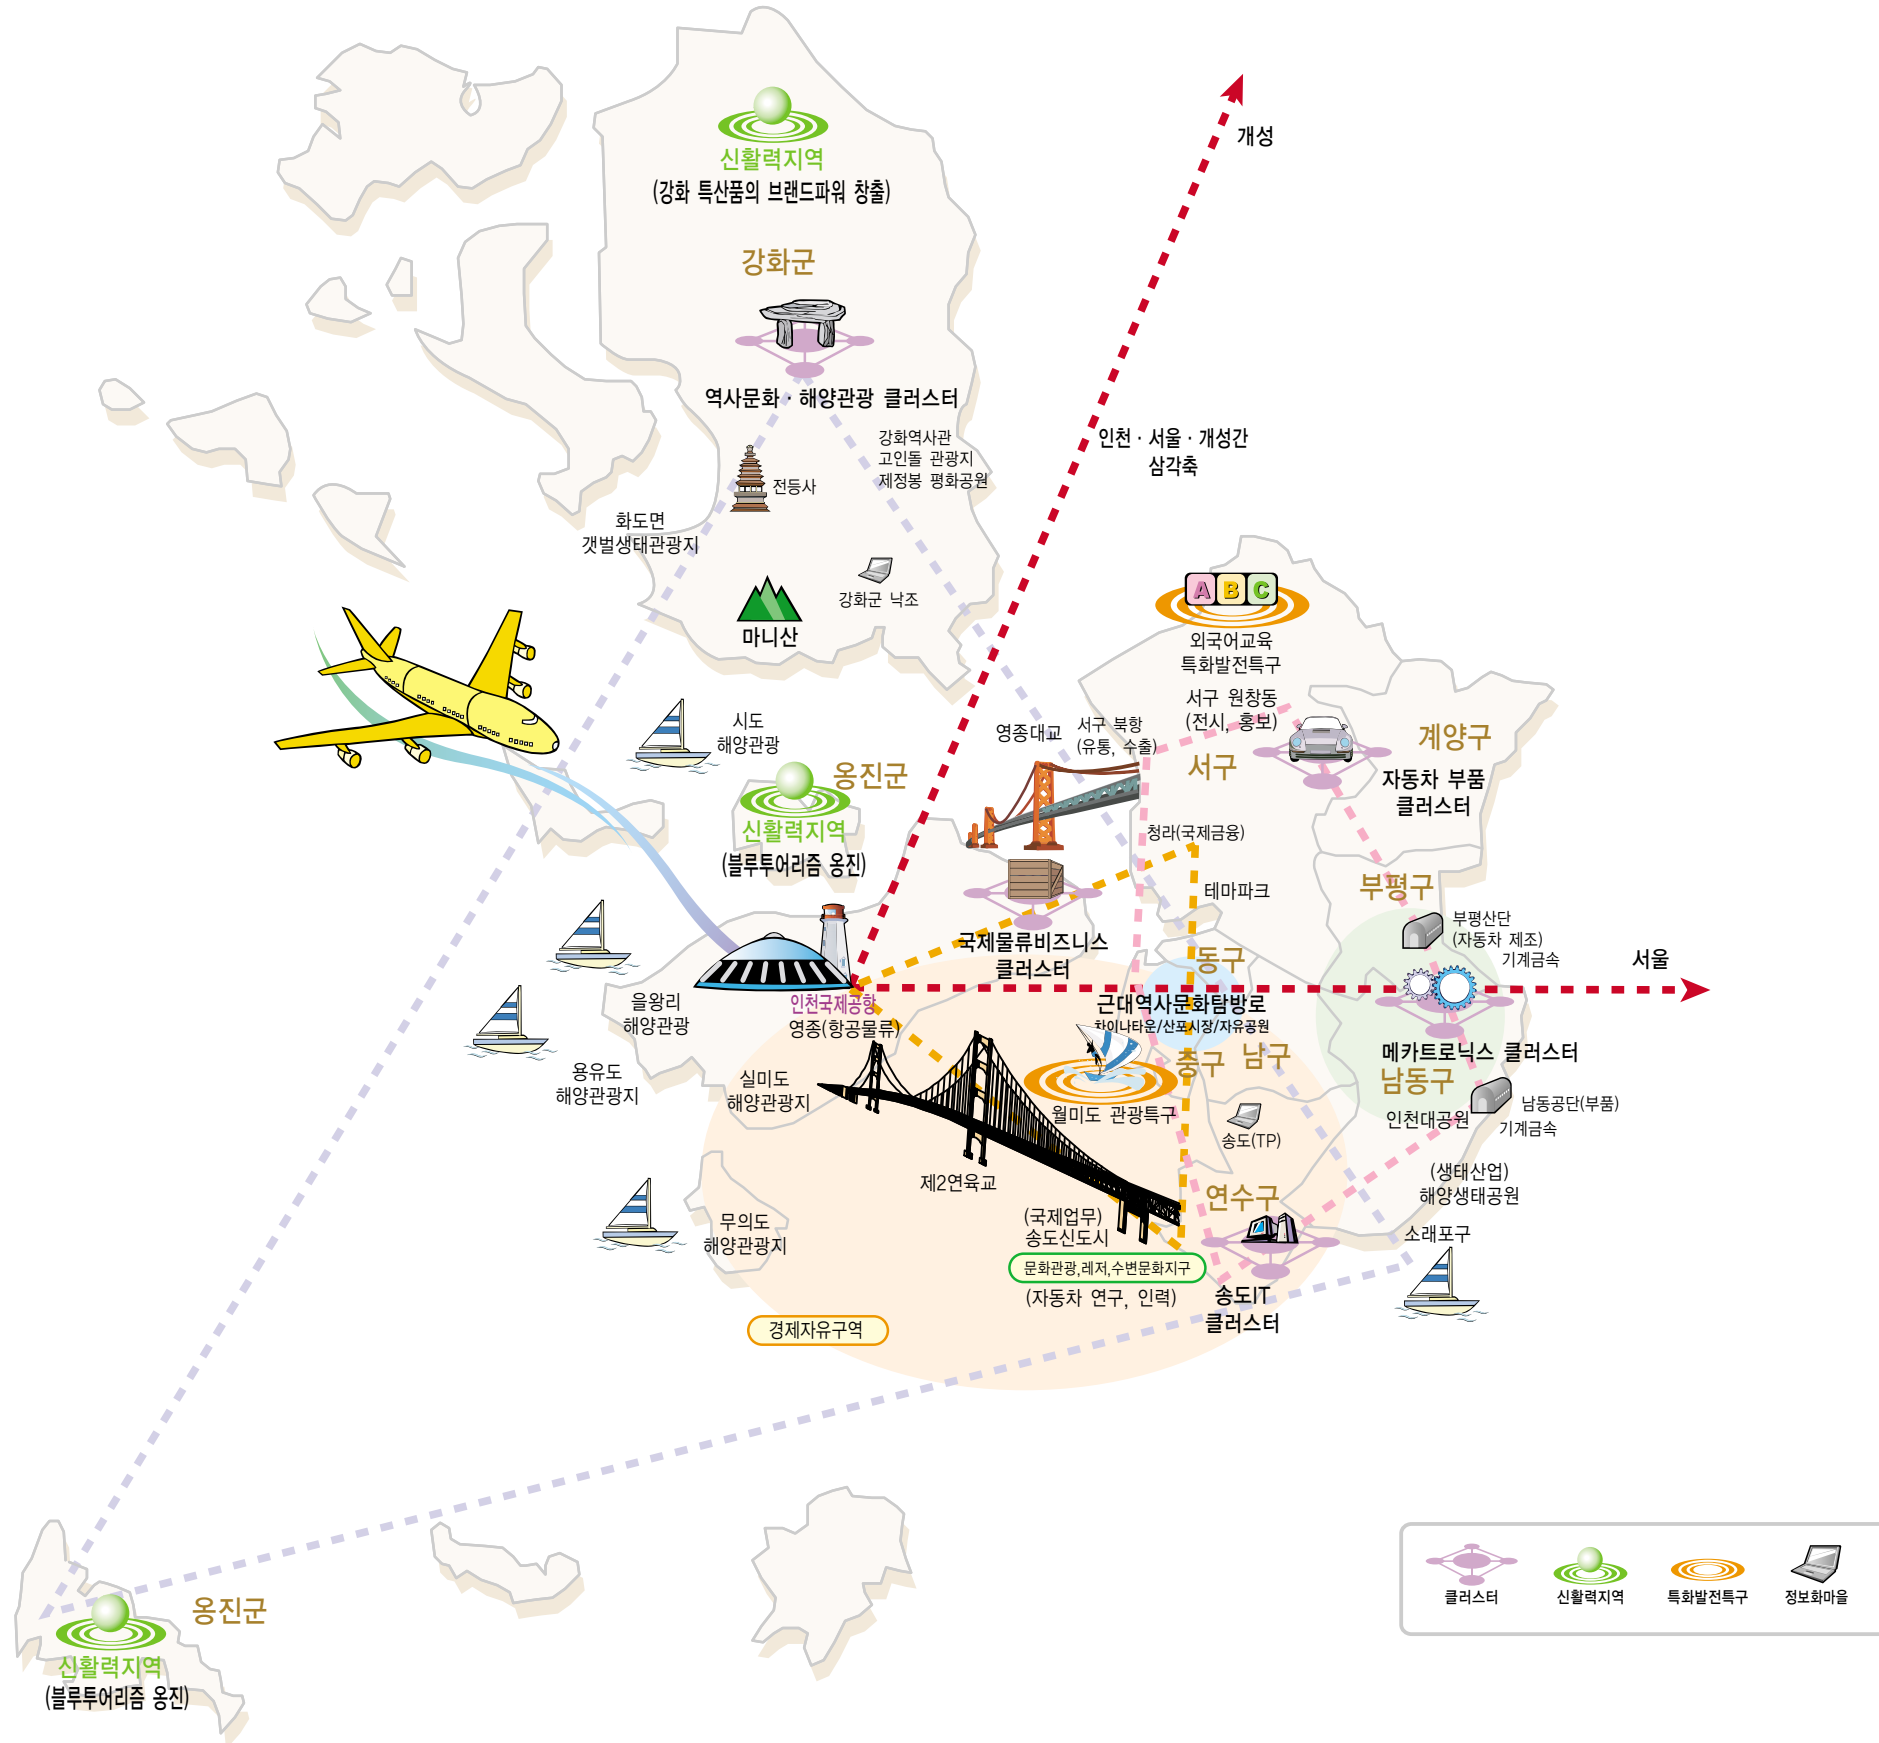 개성
신활력지역
(강화 특산품의 브랜드파워 창출)
강화군
역사문화 · 해양관광 클러스터
강화역사관
고인돌 관광지
제정봉 평화공원
인천 · 서울 · 개성간
삼각축
전등사
화도면
갯벌생태관광지
강화군 낙조
마니산
A B C
외국어교육
특화발전특구
서구 원창동
(전시, 홍보)
시도
해양관광
영종대교
서구 북항
(유통, 수출)
계양구
서구
자동차 부품
클러스터
옹진군
신활력지역
(블루투어리즘 옹진)
청라(국제금융)
테마파크
부평구
부평산단
(자동차 제조)
기계금속
국제물류비즈니스
클러스터
동구
서울
을왕리
해양관광
인천국제공항
영종(항공물류)
근대역사문화탐방로
차이나타운/신포시장/자유공원
중구
남구
메카트로닉스 클러스터
남동구
용유도
해양관광지
실미도
해양관광지
월미도 관광특구
송도(TP)
인천대공원
남동공단(부품)
기계금속
제2연육교
연수구
(생태산업)
해양생태공원
소래포구
무의도
해양관광지
(국제업무)
송도신도시
문화관광,레저,수변문화지구
(자동차 연구, 인력)
송도IT
클러스터
경제자유구역
옹진군
신활력지역
(블루투어리즘 옹진)
클러스터
신활력지역
특화발전특구
정보화마을